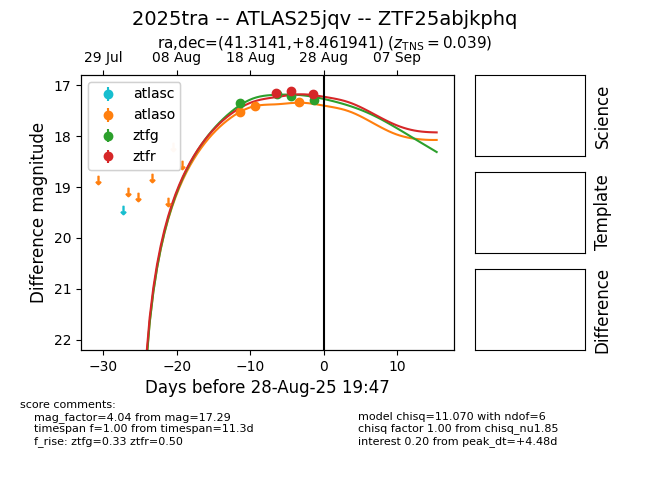 2025tra -- ATLAS25jqv -- ZTF25abjkphq
ra,dec=(41.3141,+8.461941) (z_TNS = 0.039)
29 Jul 08 Aug 18 Aug 28 Aug 07 Sep
atlasc
atlaso
ztfg
ztfr
17
18
19
20
21
22
Difference magnitude
−30 −20 −10 0 10
Days before 28-Aug-25 19:47
Science
Template
Difference
score comments:
mag_factor=4.04 from mag=17.29
timespan f=1.00 from timespan=11.3d
f_rise: ztfg=0.33 ztfr=0.50
model chisq=11.070 with ndof=6
chisq factor 1.00 from chisq_nu1.85
interest 0.20 from peak_dt=+4.48d